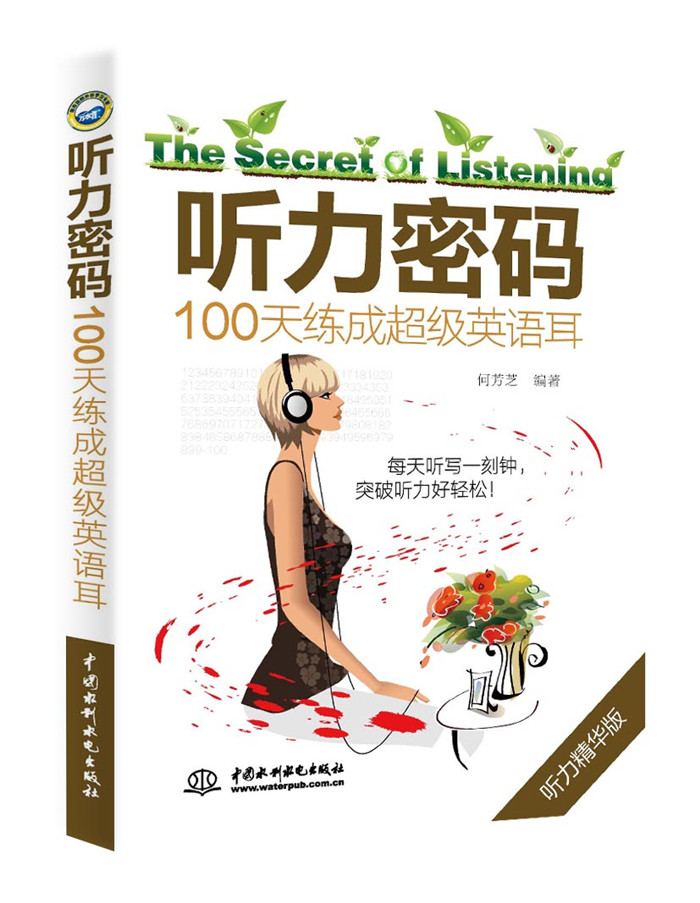 The Secret of Listening
听力密码
100天练成超级英语耳
何芳芝 编著
每天听写一刻钟，
突破听力好轻松！
听力精华版
中国水利水电出版社
www.waterpub.com.cn
听力密码 100天练成超级英语耳
中国水利水电出版社